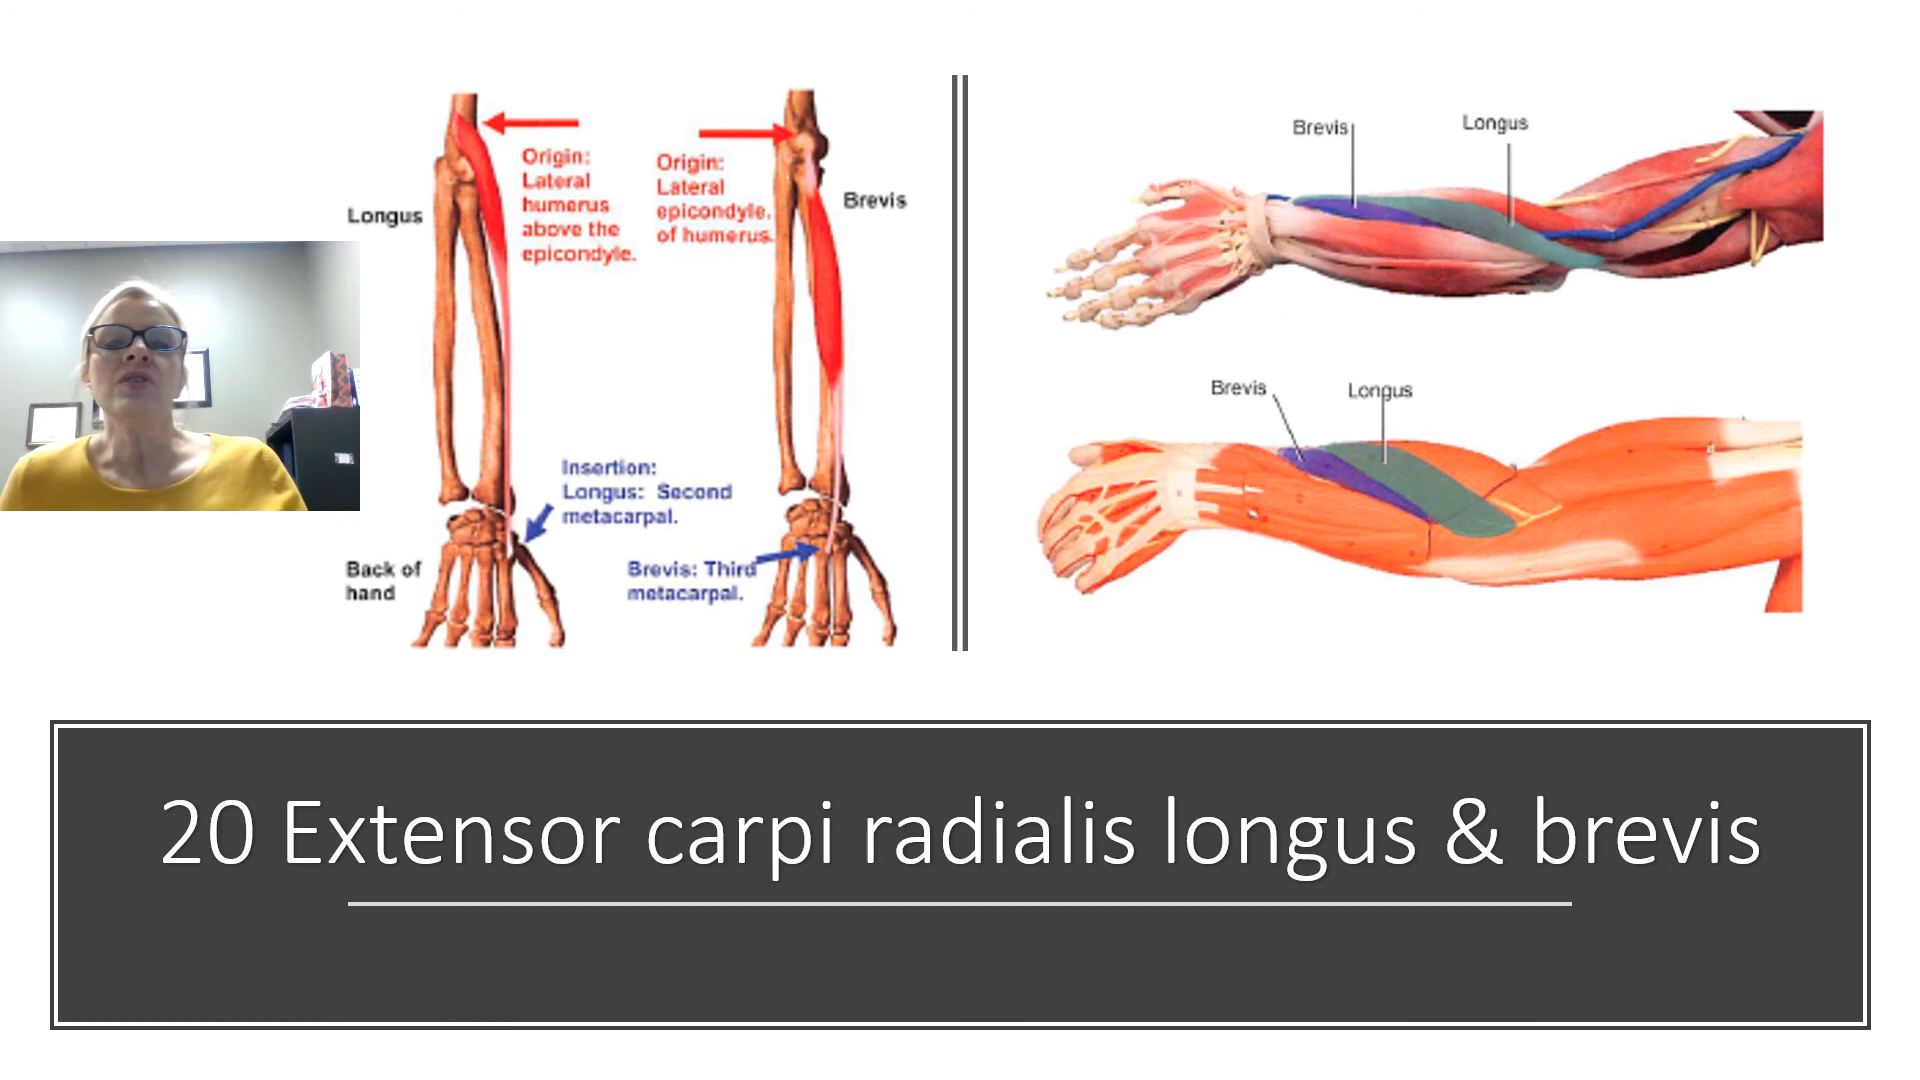 Longus
Origin:
Lateral
humerus
above the
epicondyle.
Origin:
Lateral
epicondyle.
of humerus.
Brevis
Insertion:
Longus: Second
metacarpal.
Back of
hand
Brevis: Third
metacarpal.
Brevis
Longus
Brevis
Longus
20 Extensor carpi radialis longus & brevis